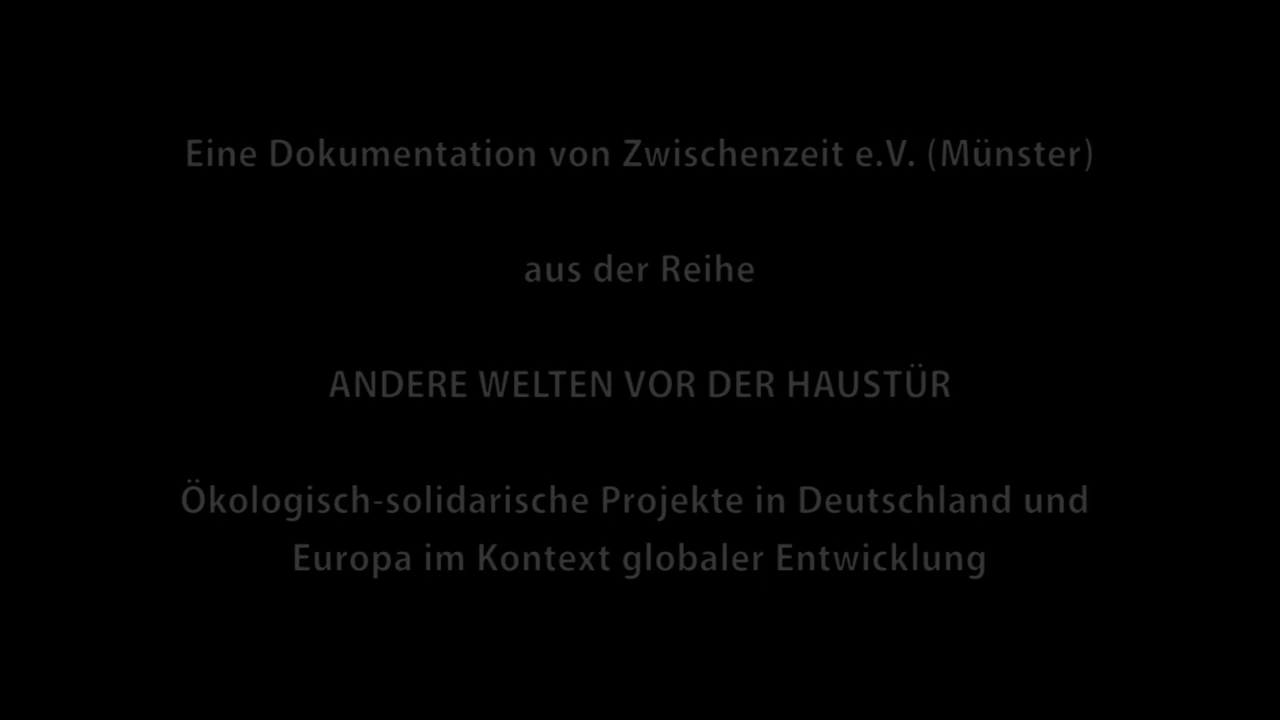 Eine Dokumentation von Zwischenzeit e.V. (Münster)
aus der Reihe
ANDERE WELTEN VOR DER HAUSTÜR
Ökologisch-solidarische Projekte in Deutschland und
Europa im Kontext globaler Entwicklung